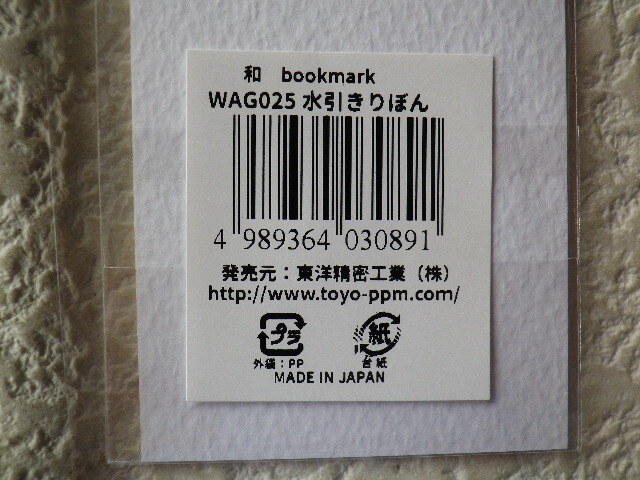 和 bookmark
WAG025 水引きりぼん
4 989364 030891
発売元：東洋精密工業（株）
http://www.toyo-ppm.com/
プラ 紙
外袋：PP 台紙
MADE IN JAPAN